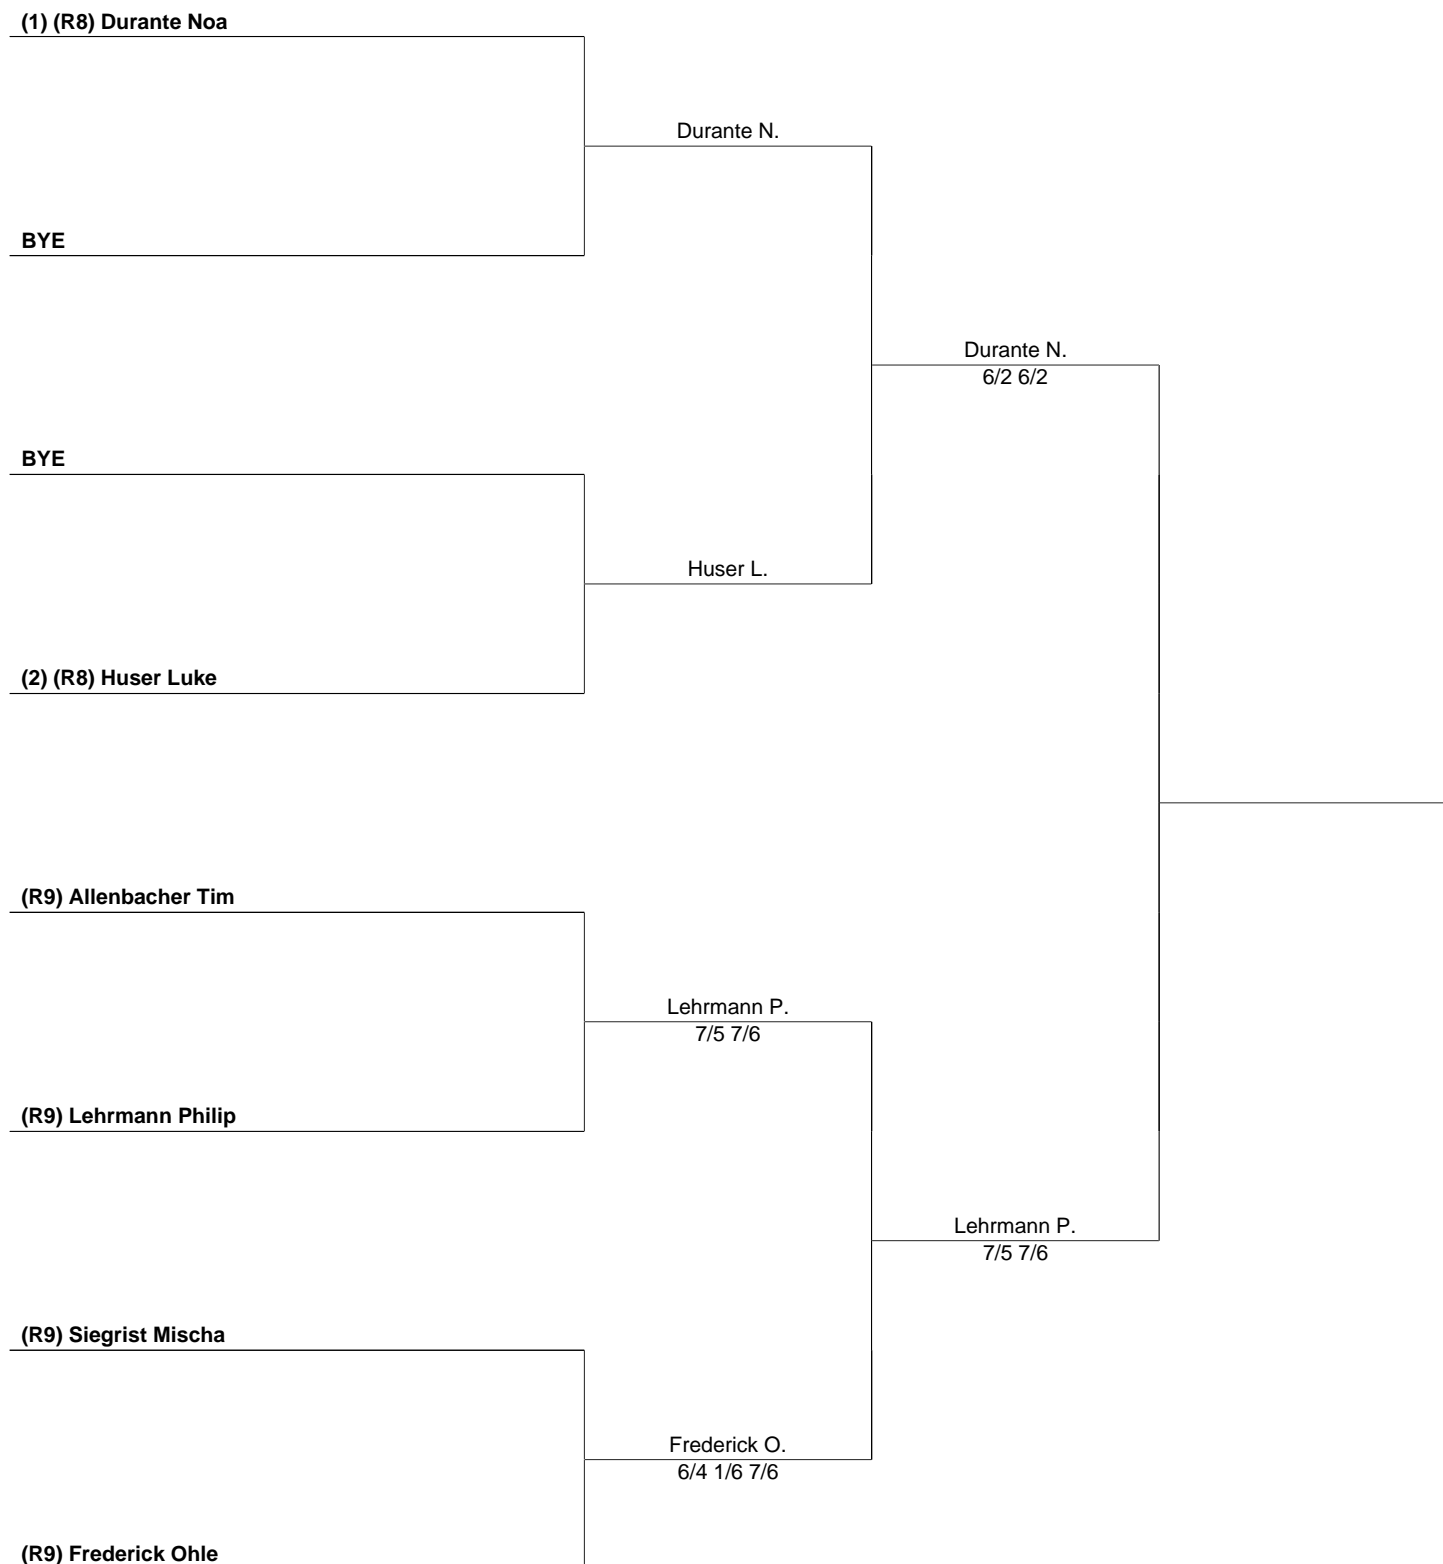 (1) (R8) Durante Noa
Durante N.
BYE
Durante N.
6/2 6/2
BYE
Huser L.
(2) (R8) Huser Luke
(R9) Allenbacher Tim
Lehrmann P.
7/5 7/6
(R9) Lehrmann Philip
Lehrmann P.
7/5 7/6
(R9) Siegrist Mischa
Frederick O.
6/4 1/6 7/6
(R9) Frederick Ohle